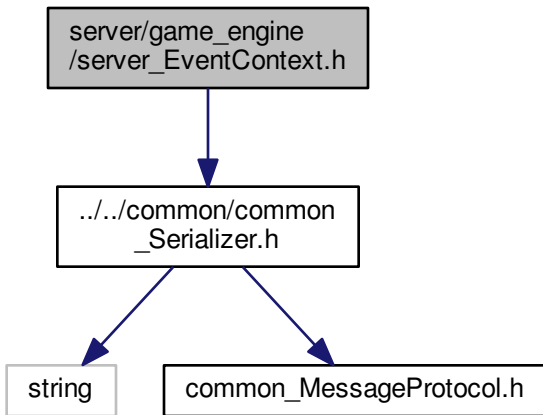 server/game_engine
/server_EventContext.h
../../common/common
_Serializer.h
string
common_MessageProtocol.h